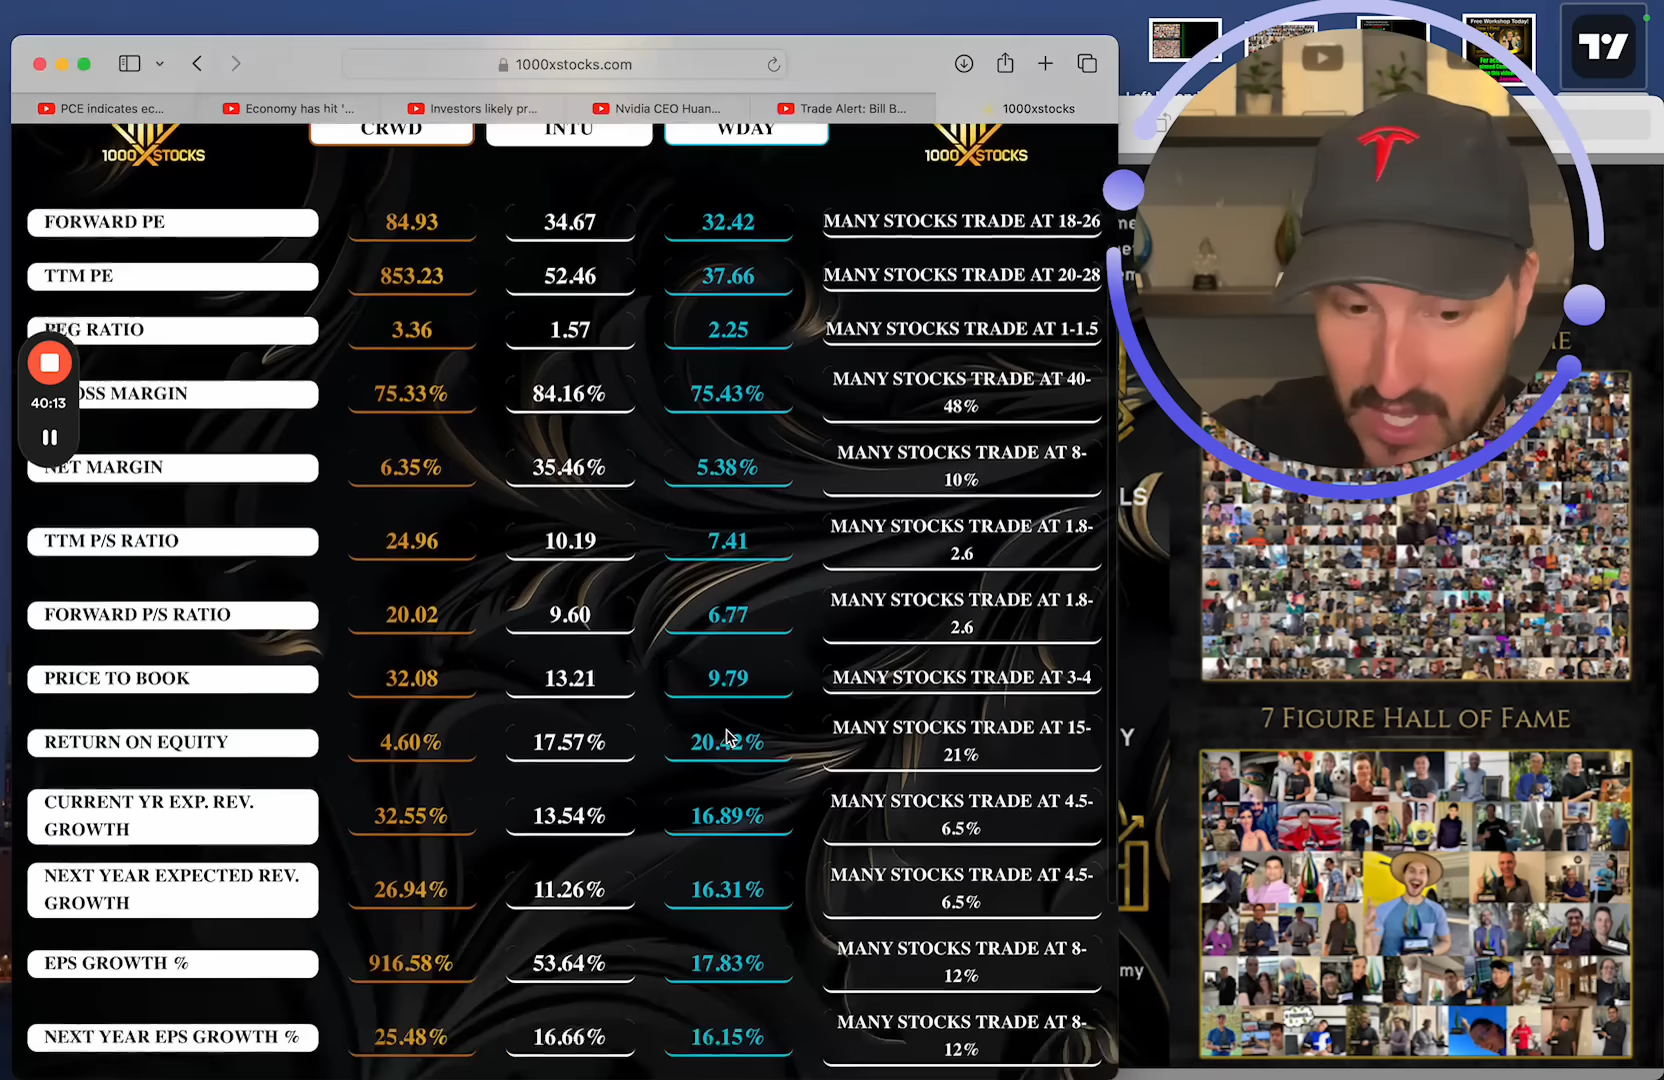 1000xstocks.com
PCE indicates ec...
Economy has hit '...
Investors likely pr...
Nvidia CEO Huan...
Trade Alert: Bill B...
1000xstocks
Free Workshop Today!
1000XSTOCKS
CRWD
INTU
WDAY
1000XSTOCKS
FORWARD PE
84.93
34.67
32.42
MANY STOCKS TRADE AT 18-26
TTM PE
853.23
52.46
37.66
MANY STOCKS TRADE AT 20-28
PEG RATIO
3.36
1.57
2.25
MANY STOCKS TRADE AT 1-1.5
40:13
OSS MARGIN
75.33%
84.16%
75.43%
MANY STOCKS TRADE AT 40-
48%
NET MARGIN
6.35%
35.46%
5.38%
MANY STOCKS TRADE AT 8-
10%
TTM P/S RATIO
24.96
10.19
7.41
MANY STOCKS TRADE AT 1.8-
2.6
FORWARD P/S RATIO
20.02
9.60
6.77
MANY STOCKS TRADE AT 1.8-
2.6
PRICE TO BOOK
32.08
13.21
9.79
MANY STOCKS TRADE AT 3-4
RETURN ON EQUITY
4.60%
17.57%
20.42%
MANY STOCKS TRADE AT 15-
21%
CURRENT YR EXP. REV.
GROWTH
32.55%
13.54%
16.89%
MANY STOCKS TRADE AT 4.5-
6.5%
NEXT YEAR EXPECTED REV.
GROWTH
26.94%
11.26%
16.31%
MANY STOCKS TRADE AT 4.5-
6.5%
EPS GROWTH %
916.58%
53.64%
17.83%
MANY STOCKS TRADE AT 8-
12%
NEXT YEAR EPS GROWTH %
25.48%
16.66%
16.15%
MANY STOCKS TRADE AT 8-
12%
LS
Y
my
7 FIGURE HALL OF FAME